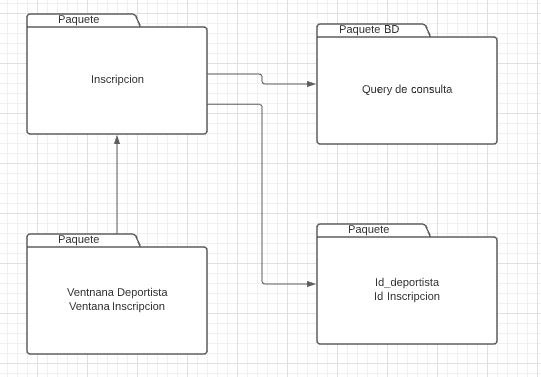 Paquete
Inscripcion
Paquete BD
Query de consulta
Paquete
Ventnana Deportista
Ventana Inscripcion
Paquete
Id_deportista
Id Inscripcion